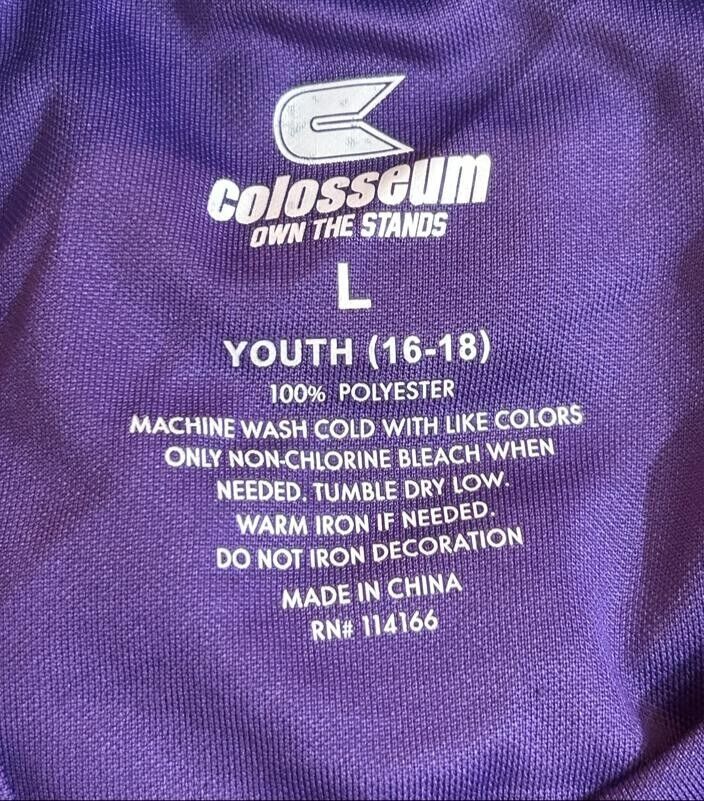 Colosseum
OWN THE STANDS
L
YOUTH (16-18)
100% POLYESTER
MACHINE WASH COLD WITH LIKE COLORS
ONLY NON-CHLORINE BLEACH WHEN
NEEDED. TUMBLE DRY LOW.
WARM IRON IF NEEDED.
DO NOT IRON DECORATION
MADE IN CHINA
RN# 114166